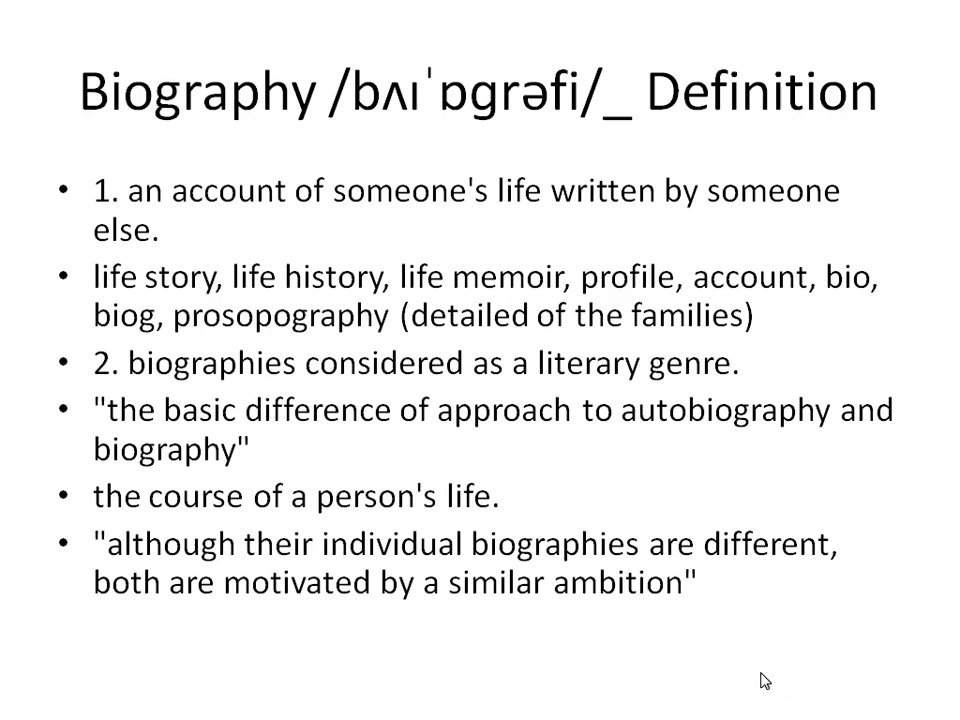 Biography /bʌɪˈɒɡrəfi/_ Definition
• 1. an account of someone's life written by someone
else.
• life story, life history, life memoir, profile, account, bio,
biog, prosopography (detailed of the families)
• 2. biographies considered as a literary genre.
• "the basic difference of approach to autobiography and
biography"
• the course of a person's life.
• "although their individual biographies are different,
both are motivated by a similar ambition"